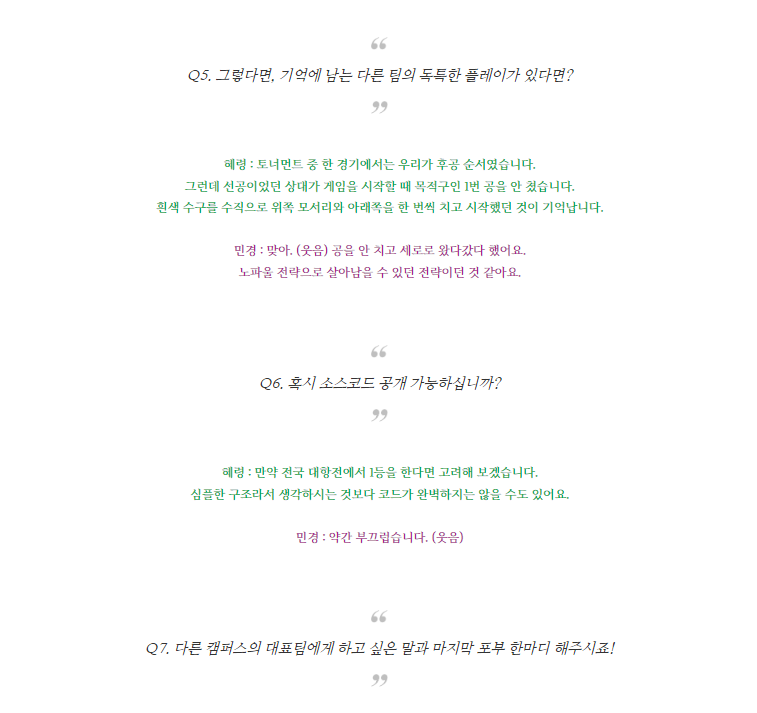 “
Q5. 그렇다면, 기억에 남는 다른 팀의 독특한 플레이가 있다면?
”
혜령 : 토너먼트 중 한 경기에서는 우리가 후공 순서였습니다.
그런데 선공이었던 상대가 게임을 시작할 때 목적구인 1번 공을 안 쳤습니다.
흰색 수구를 수직으로 위쪽 모서리와 아래쪽을 한 번씩 치고 시작했던 것이 기억납니다.
민경 : 맞아. (웃음) 공을 안 치고 세로로 왔다갔다 했어요.
노파울 전략으로 살아남을 수 있던 전략이던 것 같아요.
“
Q6. 혹시 소스코드 공개 가능하십니까?
”
혜령 : 만약 전국 대항전에서 1등을 한다면 고려해 보겠습니다.
심플한 구조라서 생각하시는 것보다 코드가 완벽하지는 않을 수도 있어요.
민경 : 약간 부끄럽습니다. (웃음)
“
Q7. 다른 캠퍼스의 대표팀에게 하고 싶은 말과 마지막 포부 한마디 해주시죠!
”